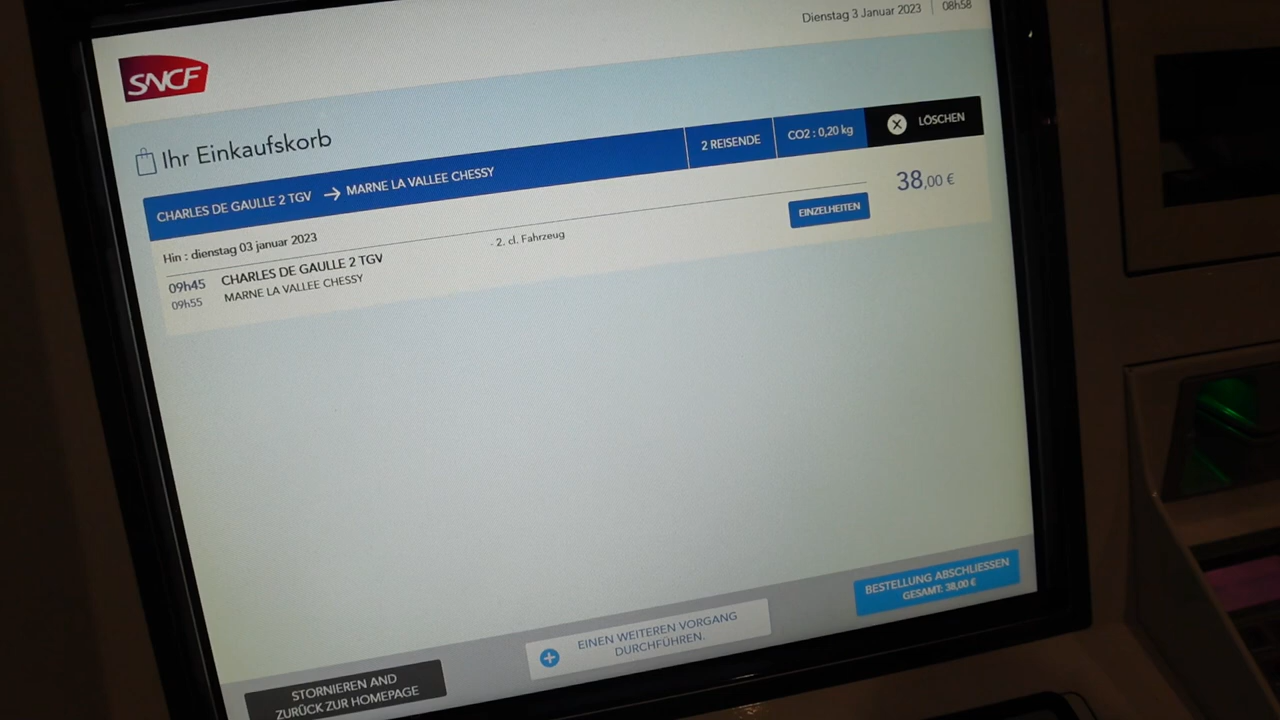 Dienstag 3 Januar 2023 08h58
SNCF
Ihr Einkaufskorb
CHARLES DE GAULLE 2 TGV → MARNE LA VALLEE CHESSY
2 REISENDE
CO2 : 0,20 kg
LÖSCHEN
38,00 €
Hin : dienstag 03 januar 2023
EINZELHEITEN
09h45 CHARLES DE GAULLE 2 TGV
- 2. cl. Fahrzeug
09h55 MARNE LA VALLEE CHESSY
BESTELLUNG ABSCHLIESSEN
GESAMT: 38,00 €
EINEN WEITEREN VORGANG
DURCHFÜHREN.
STORNIEREN AND
ZURÜCK ZUR HOMEPAGE